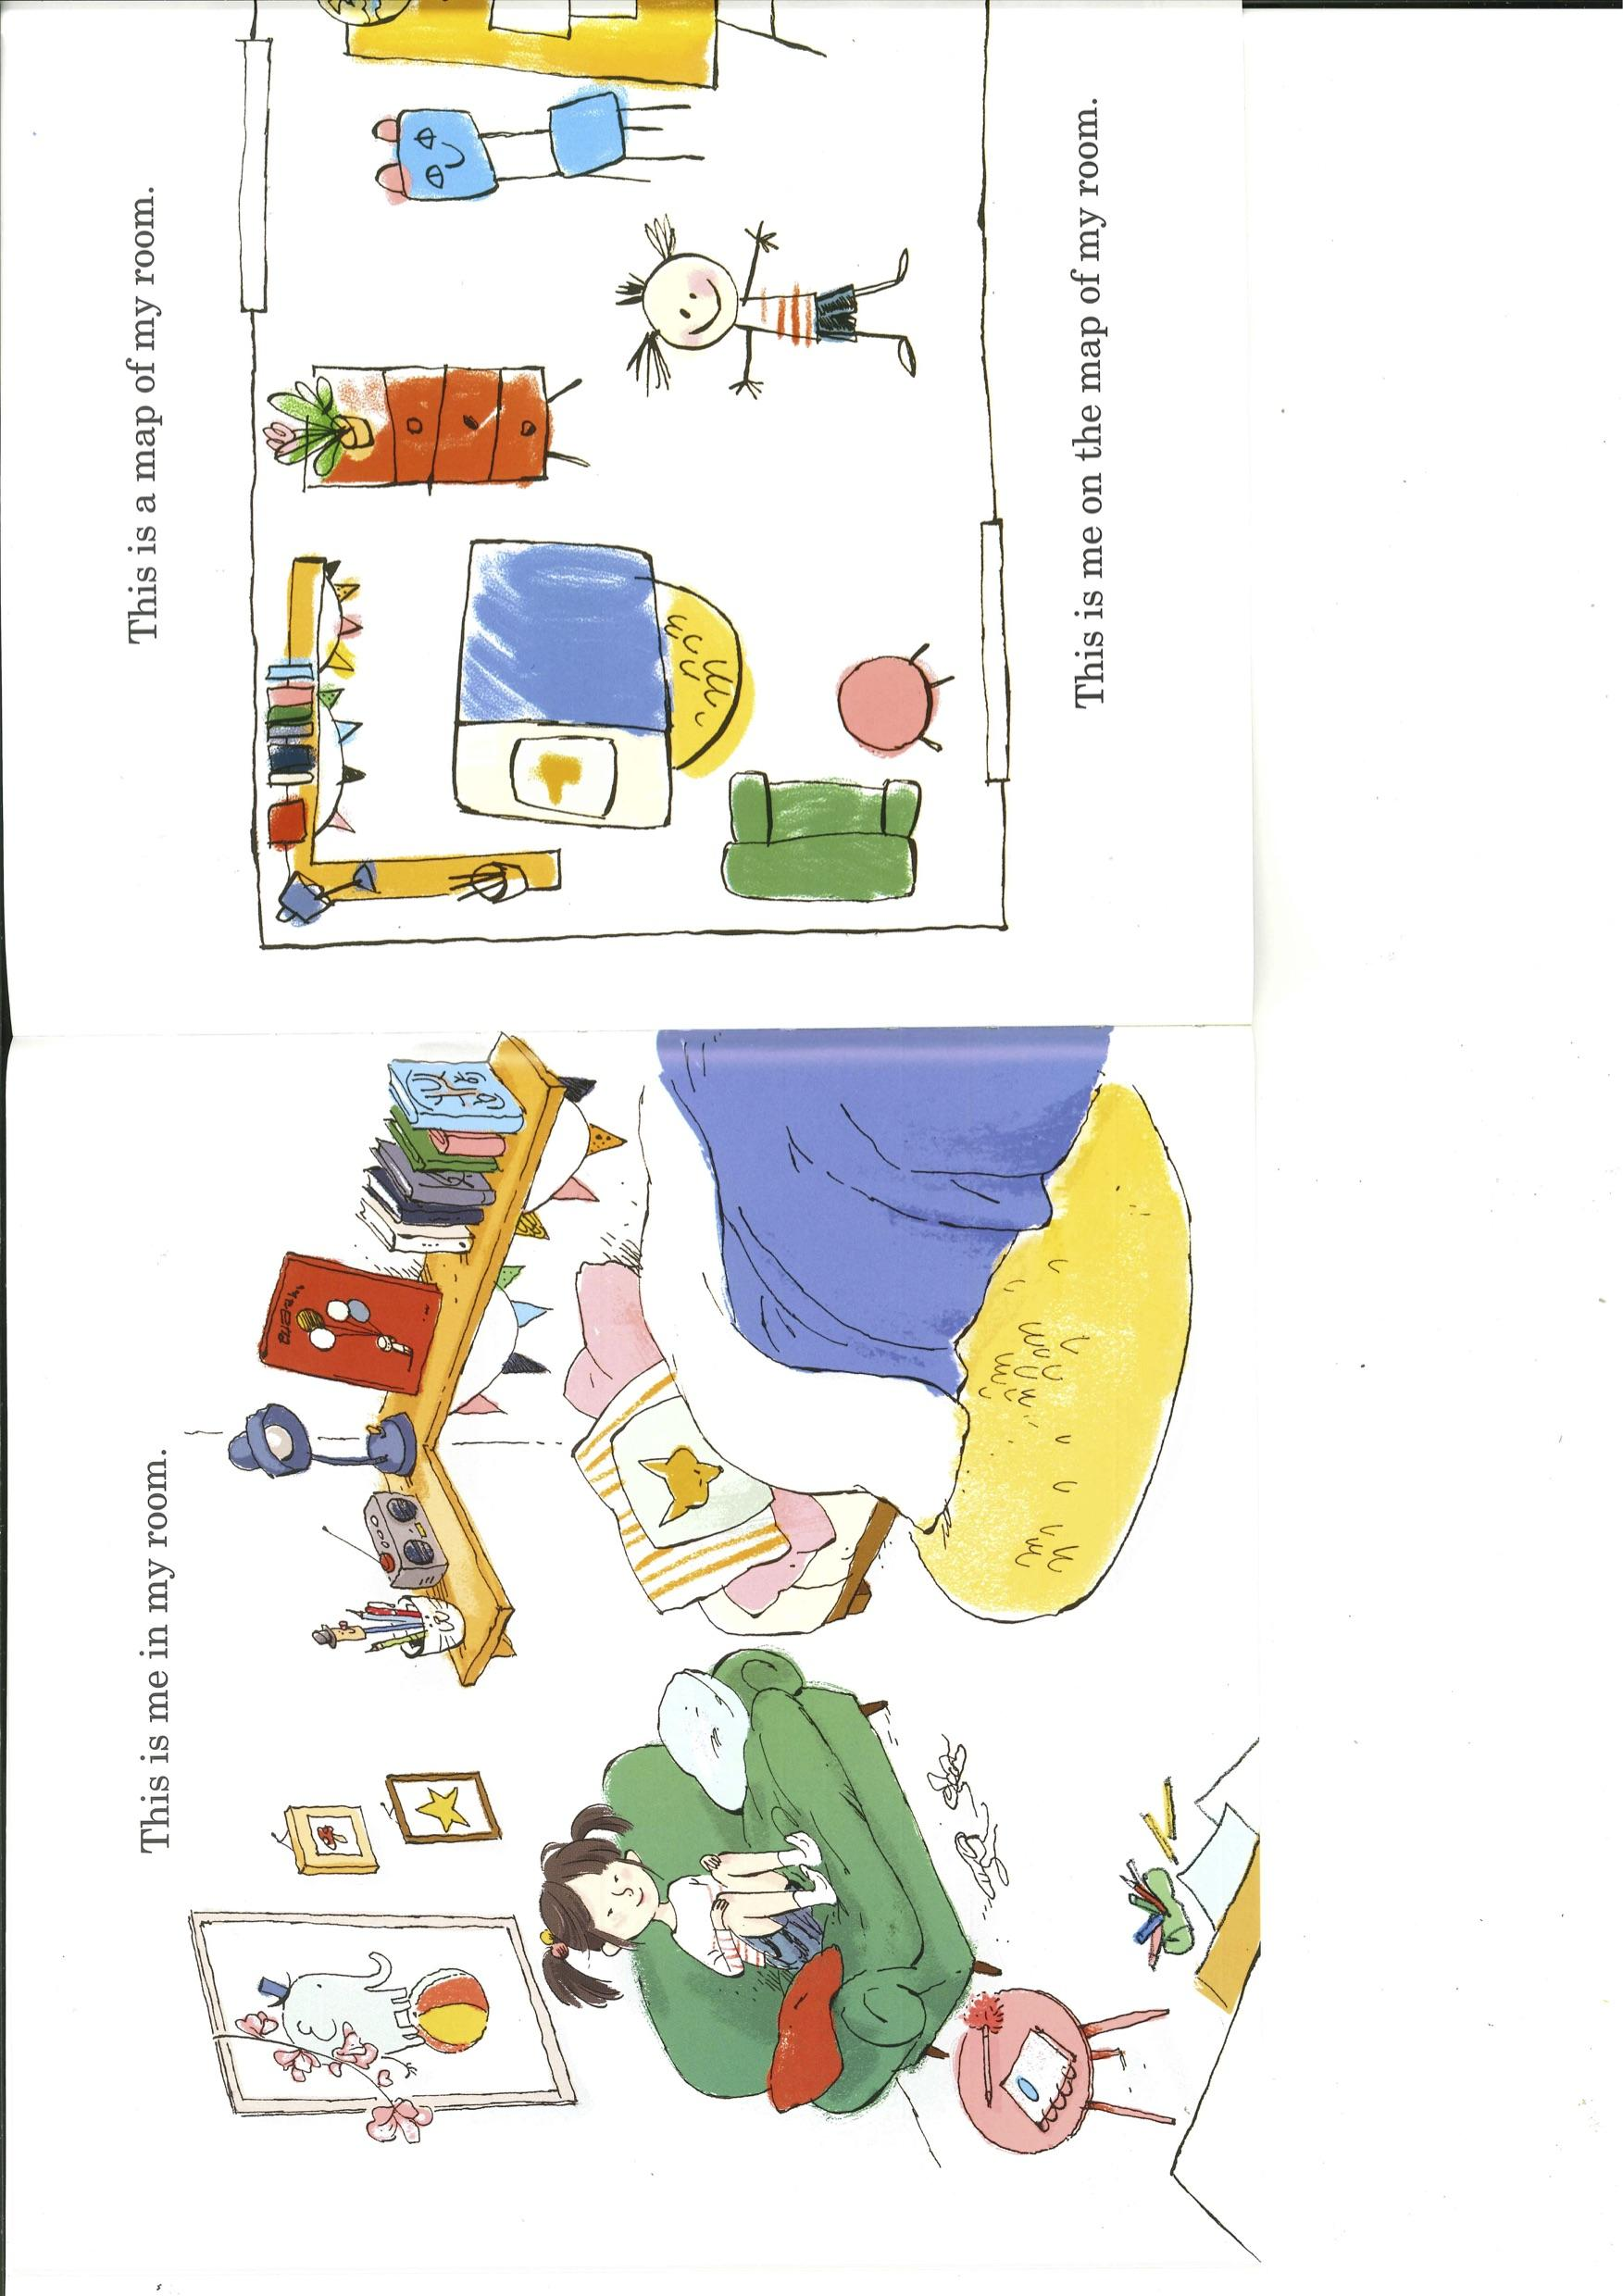 This is me in my room.
This is a map of my room.
This is me on the map of my room.